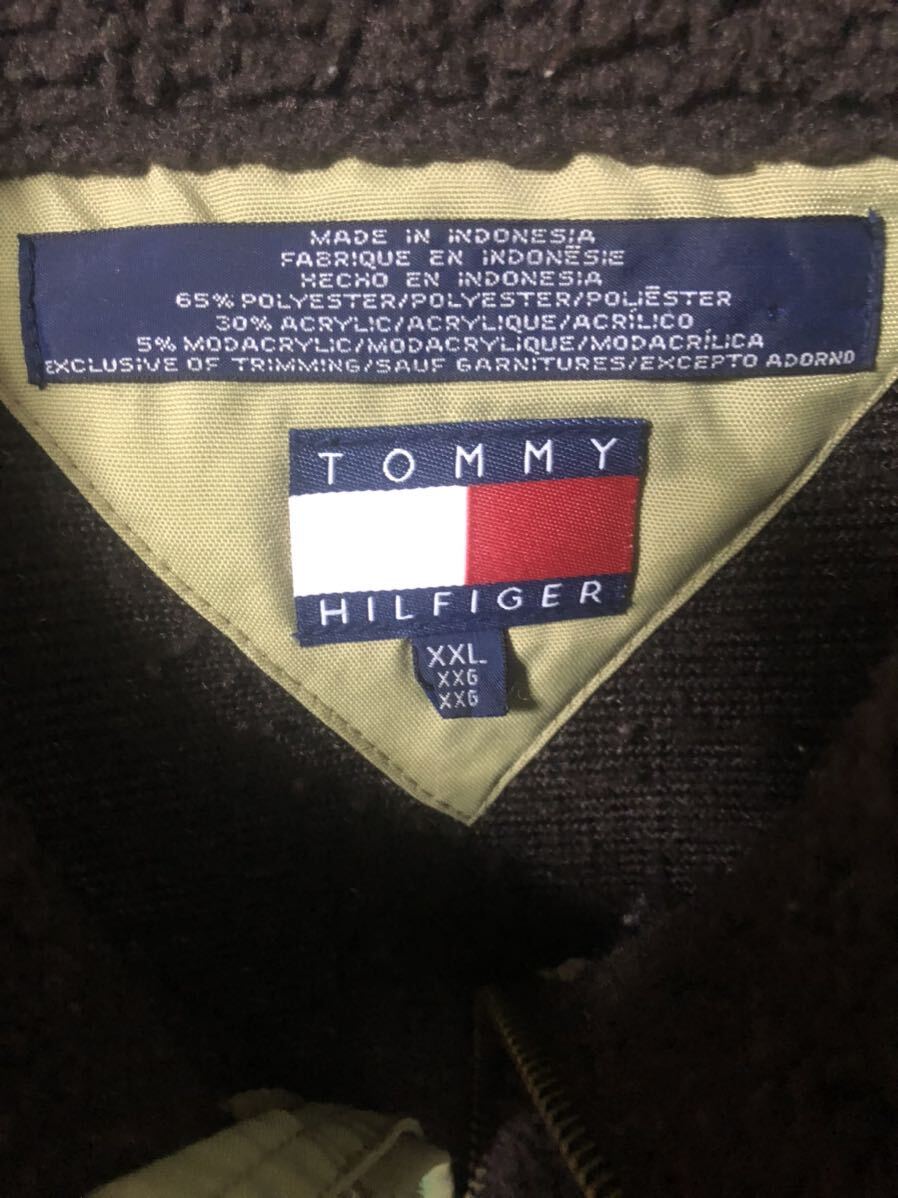 MADE IN INDONESIA
FABRIQUE EN INDONÉSIE
HECHO EN INDONESIA
65% POLYESTER/POLYESTER/POLIÉSTER
30% ACRYLIC/ACRYLIQUE/ACRÍLICO
5% MODACRYLIC/MODACRYLIQUE/MODACRÍLICA
EXCLUSIVE OF TRIMMING/SAUF GARNITURES/EXCEPTO ADORNO
TOMMY
HILFIGER
XXL
XXG
XXG